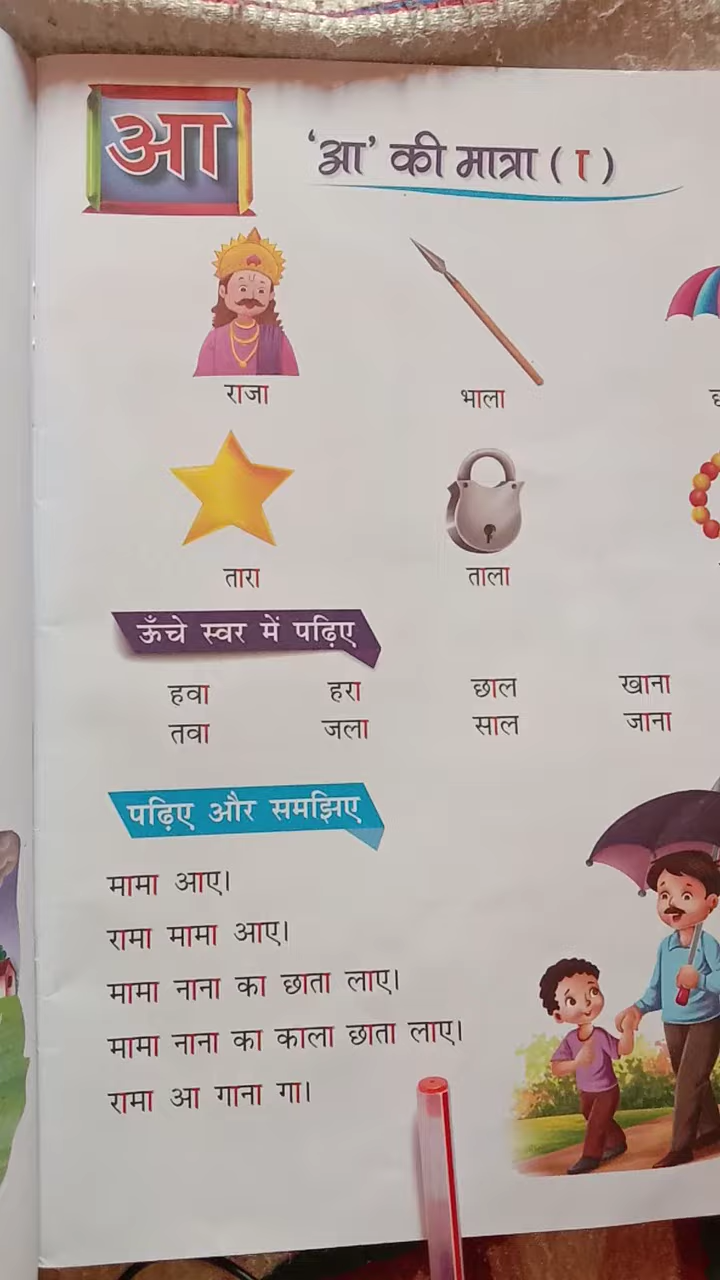 आ
‘आ’ की मात्रा ( ा )
राजा भाला
तारा ताला
ऊँचे स्वर में पढ़िए
हवा हरा छाल खाना
तवा जला साल जाना
पढ़िए और समझिए
मामा आए।
रामा मामा आए।
मामा नाना का छाता लाए।
मामा नाना का काला छाता लाए।
रामा आ गाना गा।